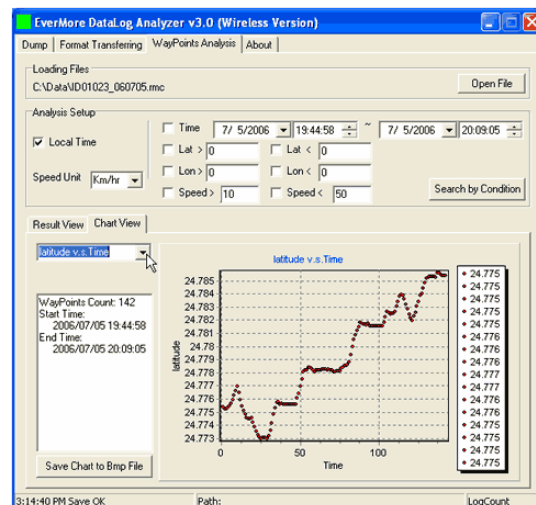 EverMore DataLog Analyzer v3.0 (Wireless Version)
Dump Format Transferring WayPoints Analysis About
Loading Files
C:\Data\ID01023_060705.rmc
Open File
Analysis Setup
Local Time
Speed Unit Km/hr
Time 7/ 5/2006 19:44:58 ~ 7/ 5/2006 20:09:05
Lat > 0 Lat < 0
Lon > 0 Lon < 0
Speed > 10 Speed < 50
Search by Condition
Result View Chart View
latitude v.s.Time
WayPoints Count: 142
Start Time:
2006/07/05 19:44:58
End Time:
2006/07/05 20:09:05
Save Chart to Bmp File
latitude v.s.Time
latitude
24.785
24.784
24.783
24.782
24.781
24.78
24.779
24.778
24.777
24.776
24.775
24.774
24.773
0 50 100
Time
24.775
24.775
24.775
24.775
24.776
24.776
24.776
24.776
24.777
24.777
24.776
24.776
24.775
24.775
24.775
24.775
3:14:40 PM Save OK Path: LogCount